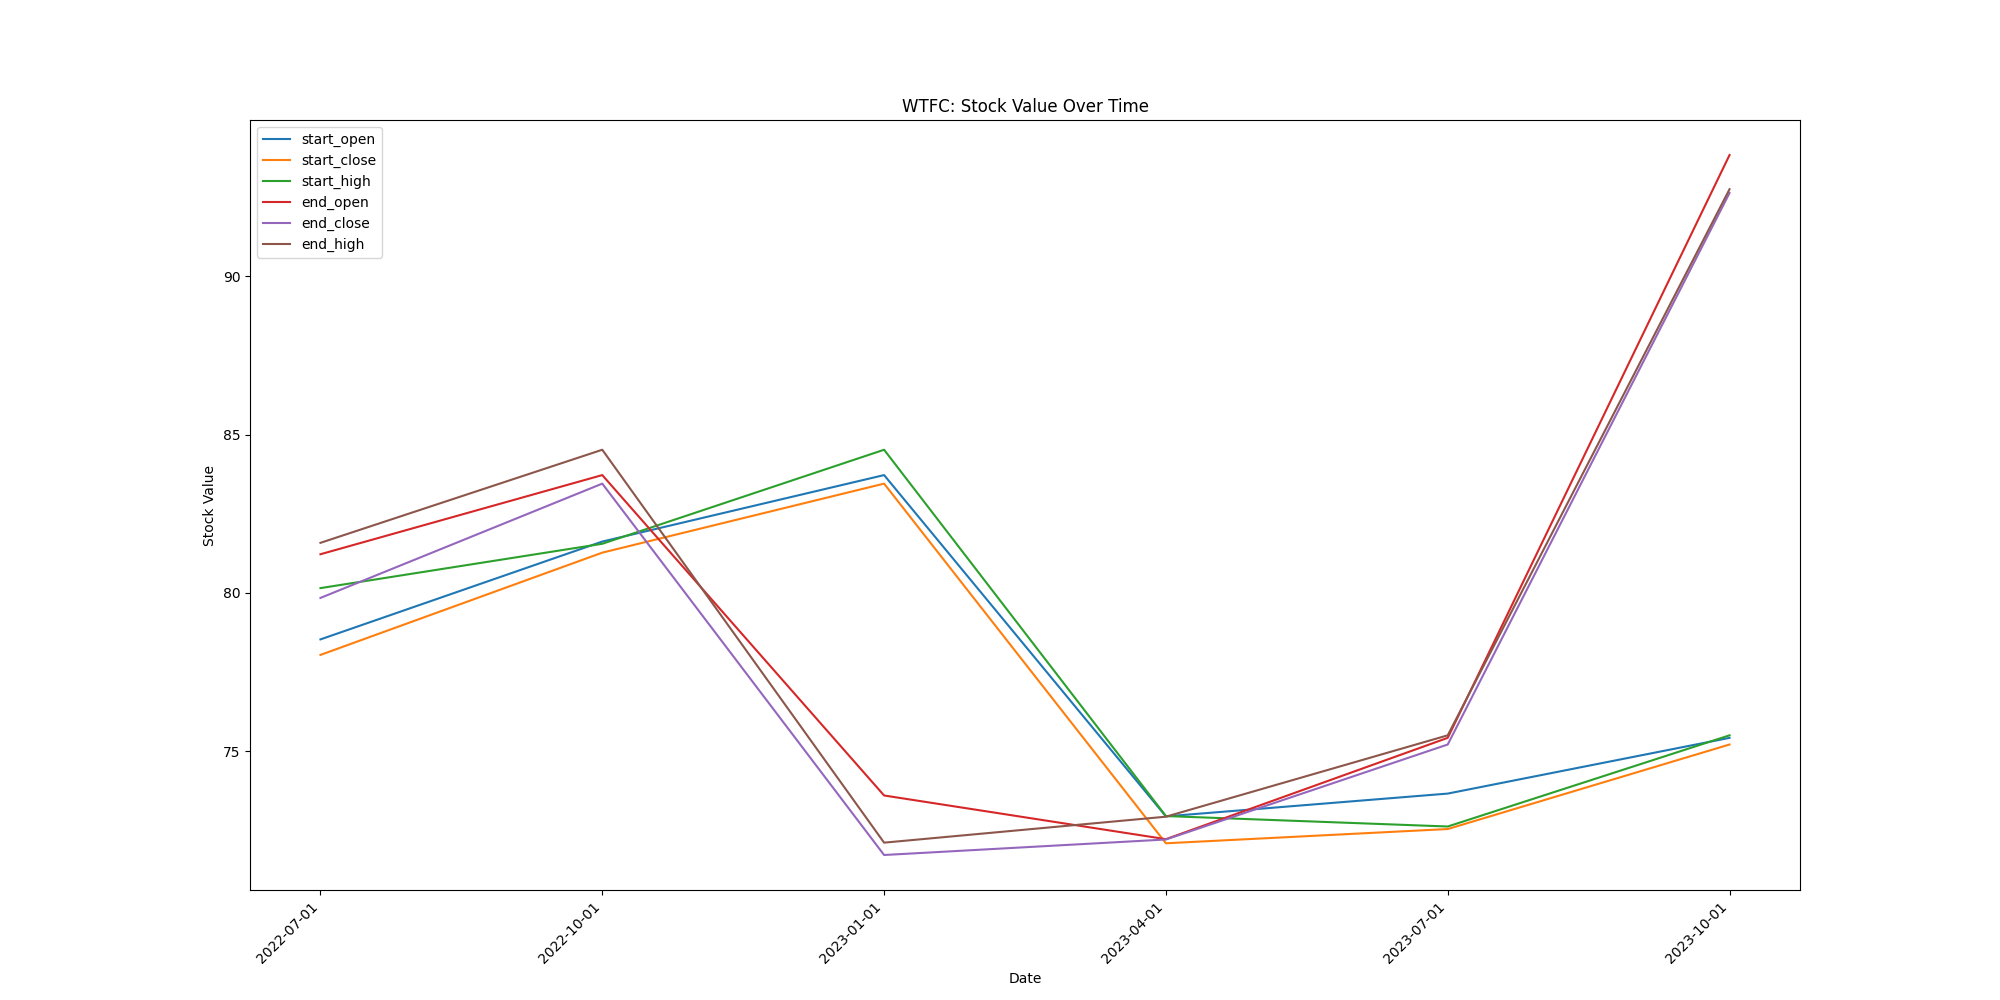 WTFC: Stock Value Over Time
start_open
start_close
start_high
end_open
end_close
end_high
90
85
80
75
Stock Value
2022-07-01
2022-10-01
2023-01-01
2023-04-01
2023-07-01
2023-10-01
Date